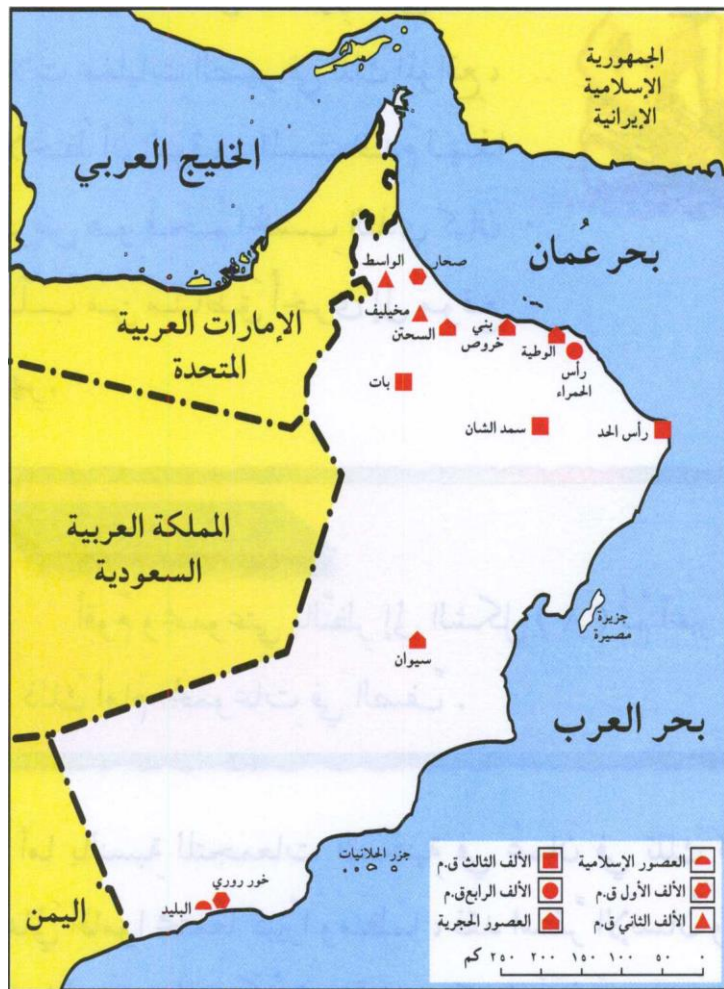 الجمهورية
الإسلامية
الإيرانية
الخليج العربي
بحر عُمان
الواسط
صحار
مخيليف
السحتن
بني
خروص
الوطية
رأس
الحمراء
الإمارات العربية
المتحدة
بات
سمد الشان
رأس الحد
المملكة العربية
السعودية
جزيرة
مصيرة
سيوان
بحر العرب
جزر الحلانيات
خور روري
البليد
اليمن
العصور الإسلامية
الألف الثالث ق.م
الألف الأول ق.م
الألف الرابع ق.م
الألف الثاني ق.م
العصور الحجرية
٢٥٠ ٢٠٠ ١٥٠ ١٠٠ ٥٠ ٠ كم